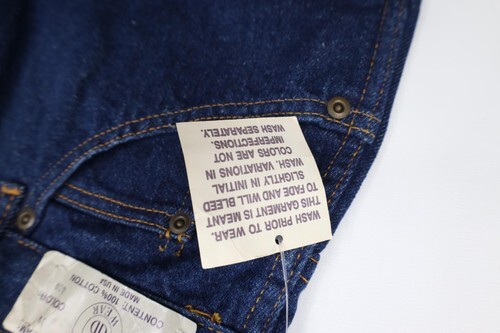 WASH PRIOR TO WEAR.
THIS GARMENT IS MEANT
TO FADE AND WILL BLEED
SLIGHTLY IN INITIAL
WASH. VARIATIONS IN
COLORS ARE NOT
IMPERFECTIONS.
WASH SEPARATELY.
WEAR
CONTENT: 100% COTTON
MADE IN USA